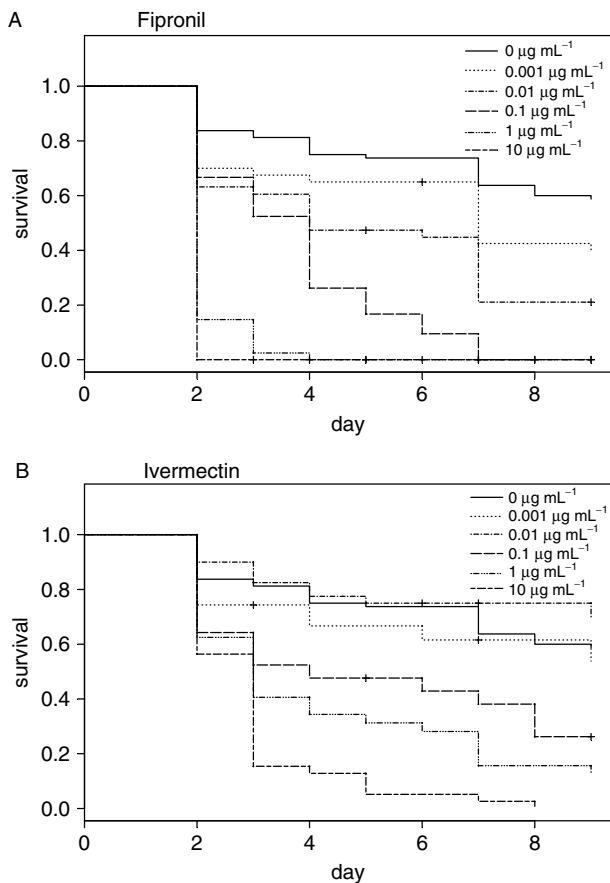 A
Fipronil
0 µg mL⁻¹
0.001 µg mL⁻¹
0.01 µg mL⁻¹
0.1 µg mL⁻¹
1 µg mL⁻¹
10 µg mL⁻¹
1.0
0.8
0.6
0.4
0.2
0.0
survival
0 2 4 6 8
day
B
Ivermectin
0 µg mL⁻¹
0.001 µg mL⁻¹
0.01 µg mL⁻¹
0.1 µg mL⁻¹
1 µg mL⁻¹
10 µg mL⁻¹
1.0
0.8
0.6
0.4
0.2
0.0
survival
0 2 4 6 8
day